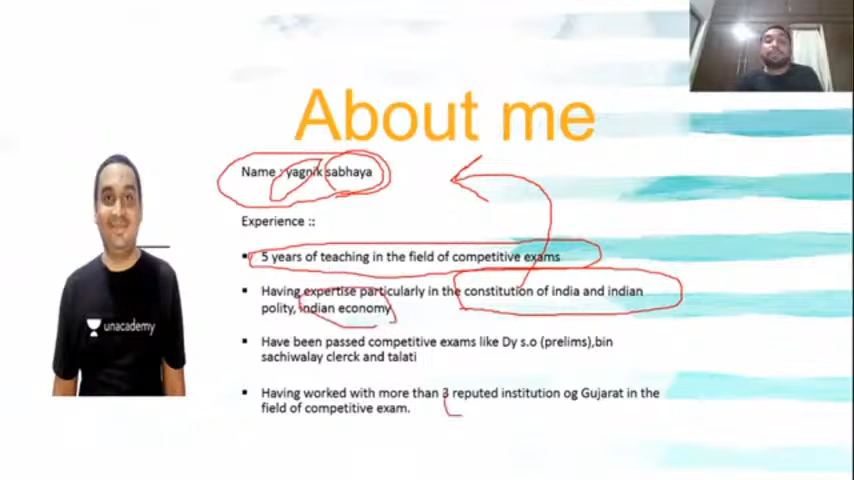 About me
Name : yagnik sabhaya
Experience ::
5 years of teaching in the field of competitive exams
Having expertise particularly in the constitution of india and indian
polity, indian economy
unacademy
Have been passed competitive exams like Dy s.o (prelims),bin
sachiwalay clerck and talati
Having worked with more than 3 reputed institution og Gujarat in the
field of competitive exam.